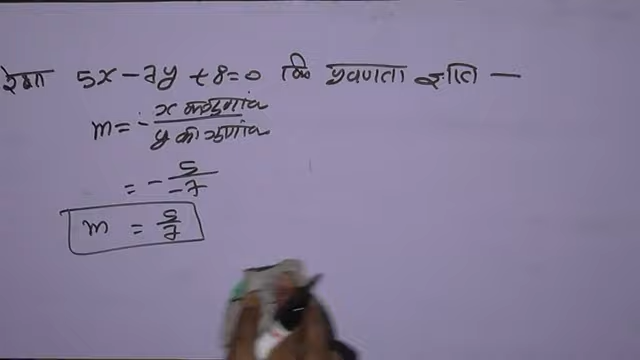 रेखा 5x - 7y + 8 = 0 कि प्रवणता ज्ञात —
m = - x का गुणांक / y का गुणांक
= - 5/-7
m = 5/7